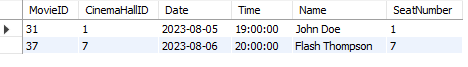 MovieID CinemaHallID Date Time Name SeatNumber
31 1 2023-08-05 19:00:00 John Doe 1
37 7 2023-08-06 20:00:00 Flash Thompson 7